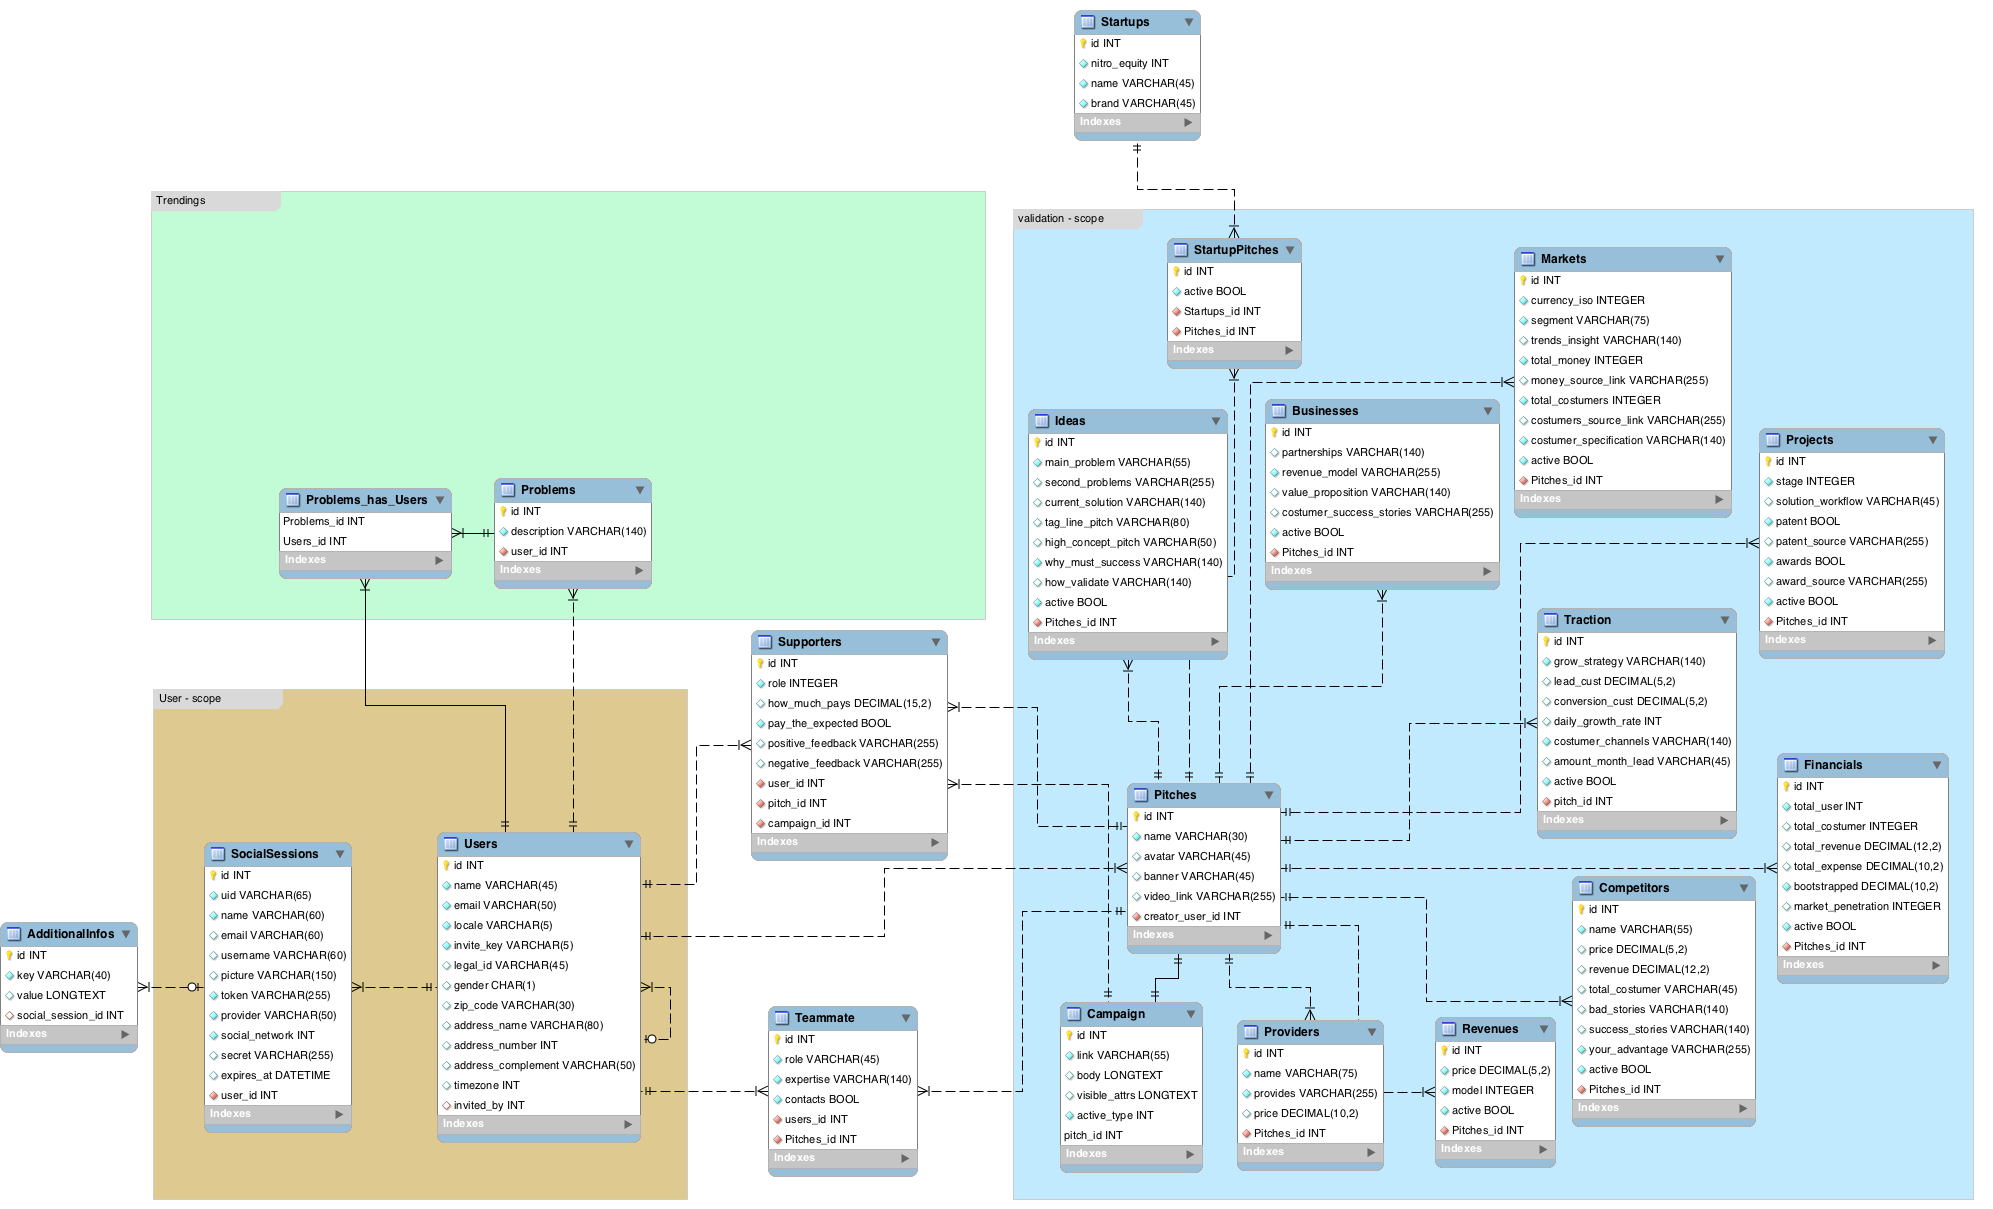 Startups
id INT
nitro_equity INT
name VARCHAR(45)
brand VARCHAR(45)
Indexes
Trendings
Problems_has_Users
Problems_id INT
Users_id INT
Indexes
Problems
id INT
description VARCHAR(140)
user_id INT
Indexes
validation - scope
StartupPitches
id INT
active BOOL
Startups_id INT
Pitches_id INT
Indexes
Markets
id INT
currency_iso INTEGER
segment VARCHAR(75)
trends_insight VARCHAR(140)
total_money INTEGER
money_source_link VARCHAR(255)
total_costumers INTEGER
costumers_source_link VARCHAR(255)
costumer_specification VARCHAR(140)
active BOOL
Pitches_id INT
Indexes
Ideas
id INT
main_problem VARCHAR(55)
second_problems VARCHAR(255)
current_solution VARCHAR(140)
tag_line_pitch VARCHAR(80)
high_concept_pitch VARCHAR(50)
why_must_success VARCHAR(140)
how_validate VARCHAR(140)
active BOOL
Pitches_id INT
Indexes
Businesses
id INT
partnerships VARCHAR(140)
revenue_model VARCHAR(255)
value_proposition VARCHAR(140)
costumer_success_stories VARCHAR(255)
active BOOL
Pitches_id INT
Indexes
Projects
id INT
stage INTEGER
solution_workflow VARCHAR(45)
patent BOOL
patent_source VARCHAR(255)
awards BOOL
award_source VARCHAR(255)
active BOOL
Pitches_id INT
Indexes
Traction
id INT
grow_strategy VARCHAR(140)
lead_cust DECIMAL(5,2)
conversion_cust DECIMAL(5,2)
daily_growth_rate INT
costumer_channels VARCHAR(140)
amount_month_lead VARCHAR(45)
active BOOL
pitch_id INT
Indexes
Supporters
id INT
role INTEGER
how_much_pays DECIMAL(15,2)
pay_the_expected BOOL
positive_feedback VARCHAR(255)
negative_feedback VARCHAR(255)
user_id INT
pitch_id INT
campaign_id INT
Indexes
User - scope
AdditionalInfos
id INT
key VARCHAR(40)
value LONGTEXT
social_session_id INT
Indexes
SocialSessions
id INT
uid VARCHAR(65)
name VARCHAR(60)
email VARCHAR(60)
username VARCHAR(60)
picture VARCHAR(150)
token VARCHAR(255)
provider VARCHAR(50)
social_network INT
secret VARCHAR(255)
expires_at DATETIME
user_id INT
Indexes
Users
id INT
name VARCHAR(45)
email VARCHAR(50)
locale VARCHAR(5)
invite_key VARCHAR(5)
legal_id VARCHAR(45)
gender CHAR(1)
zip_code VARCHAR(30)
address_name VARCHAR(80)
address_number INT
address_complement VARCHAR(50)
timezone INT
invited_by INT
Indexes
Teammate
id INT
role VARCHAR(45)
expertise VARCHAR(140)
contacts BOOL
users_id INT
Pitches_id INT
Indexes
Pitches
id INT
name VARCHAR(30)
avatar VARCHAR(45)
banner VARCHAR(45)
video_link VARCHAR(255)
creator_user_id INT
Indexes
Financials
id INT
total_user INT
total_costumer INTEGER
total_revenue DECIMAL(12,2)
total_expense DECIMAL(10,2)
bootstrapped DECIMAL(10,2)
market_penetration INTEGER
active BOOL
Pitches_id INT
Indexes
Campaign
id INT
link VARCHAR(55)
body LONGTEXT
visible_attrs LONGTEXT
active_type INT
pitch_id INT
Indexes
Providers
id INT
name VARCHAR(75)
provides VARCHAR(255)
price DECIMAL(10,2)
Pitches_id INT
Indexes
Revenues
id INT
price DECIMAL(5,2)
model INTEGER
active BOOL
Pitches_id INT
Indexes
Competitors
id INT
name VARCHAR(55)
price DECIMAL(5,2)
revenue DECIMAL(12,2)
total_costumer VARCHAR(45)
bad_stories VARCHAR(140)
success_stories VARCHAR(140)
your_advantage VARCHAR(255)
active BOOL
Pitches_id INT
Indexes